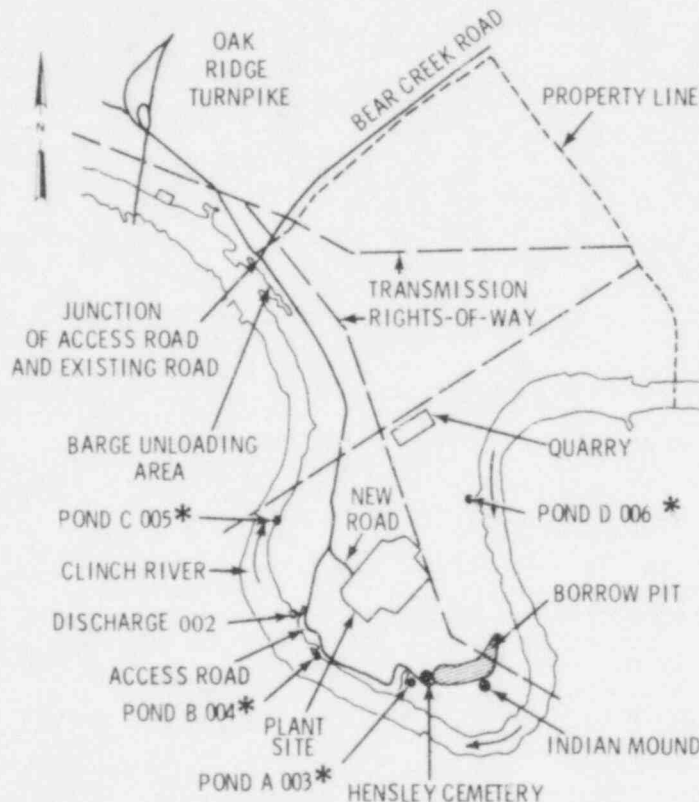 OAK
RIDGE
TURNPIKE
BEAR CREEK ROAD
PROPERTY LINE
N
TRANSMISSION
RIGHTS-OF-WAY
JUNCTION
OF ACCESS ROAD
AND EXISTING ROAD
BARGE UNLOADING
AREA
QUARRY
POND C 005*
NEW
ROAD
POND D 006*
CLINCH RIVER
BORROW PIT
DISCHARGE 002
ACCESS ROAD
POND B 004*
PLANT
SITE
INDIAN MOUND
POND A 003*
HENSLEY CEMETERY